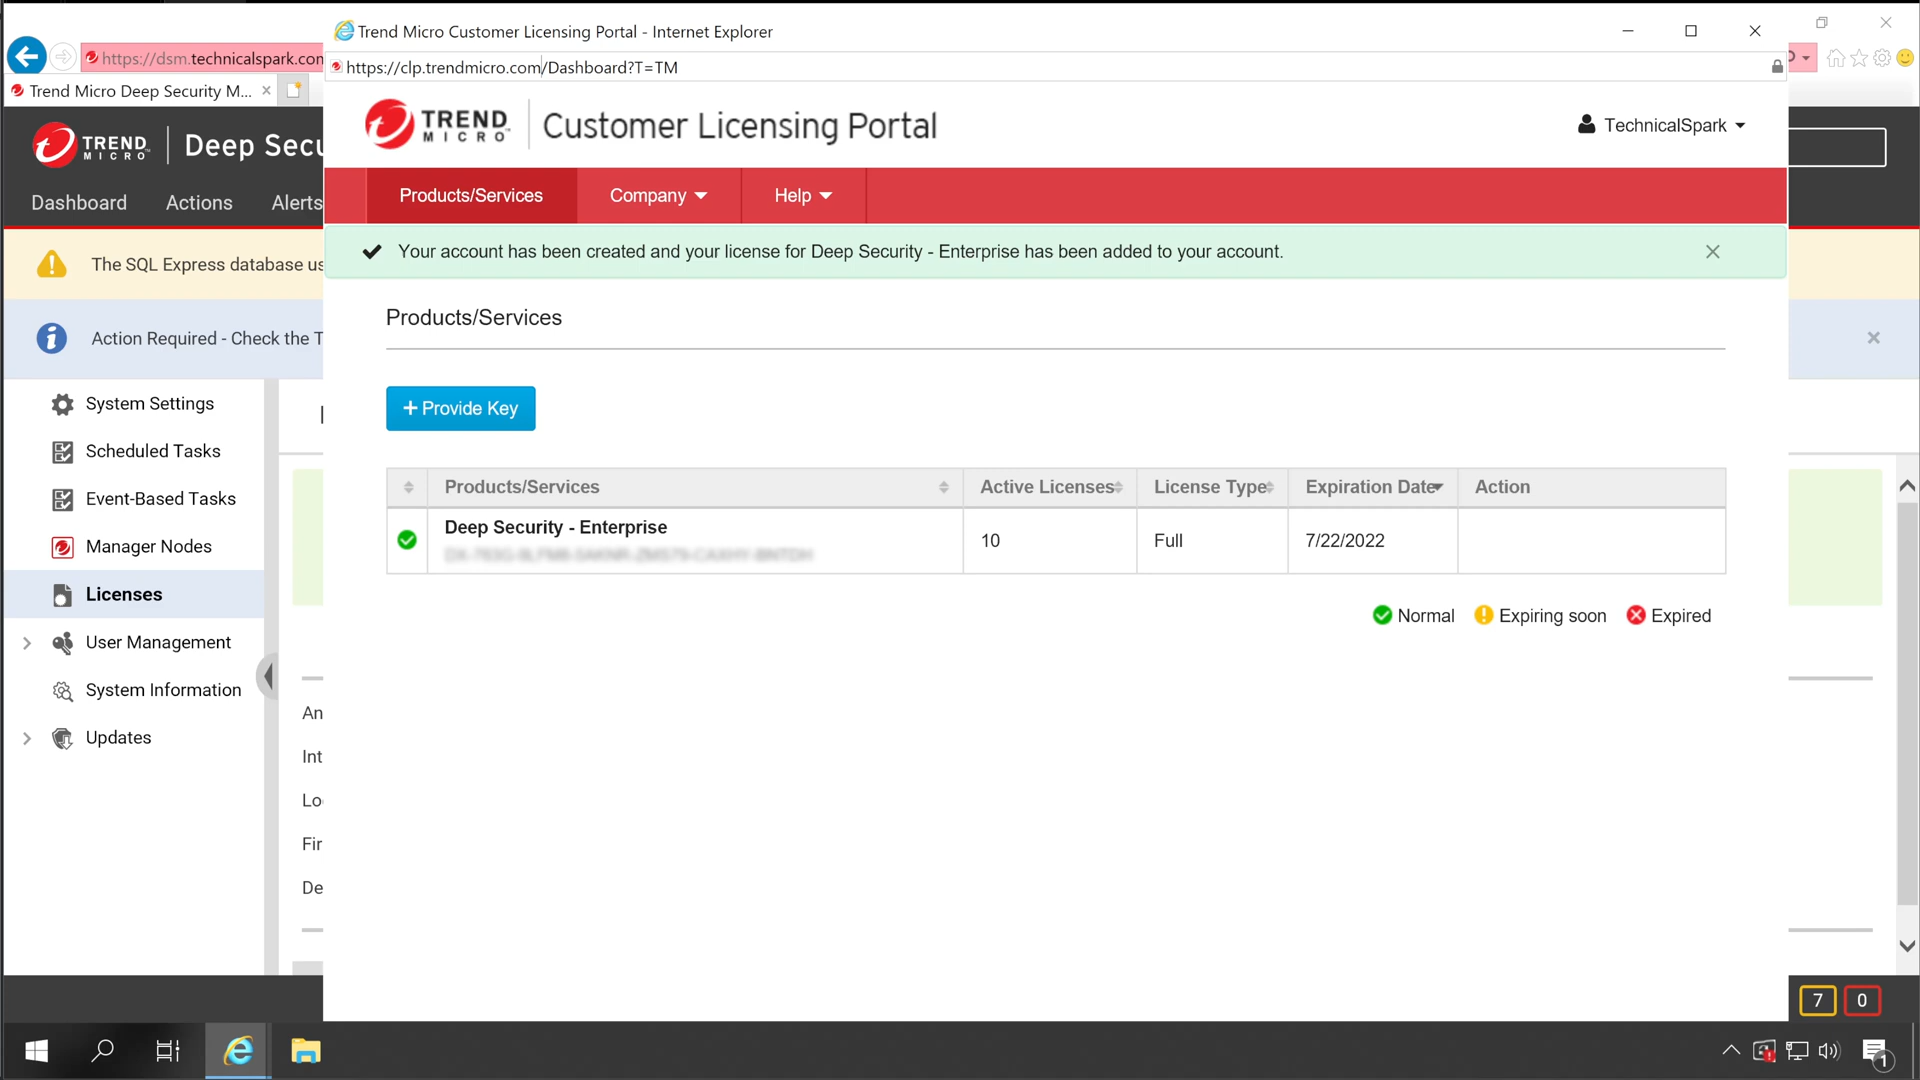 Trend Micro Customer Licensing Portal - Internet Explorer
https://dsm.technicalspark.con
https://clp.trendmicro.com/Dashboard?T=TM
Trend Micro Deep Security M...
TREND MICRO
Deep Secu
TREND MICRO
Customer Licensing Portal
TechnicalSpark
Dashboard
Actions
Alerts
Products/Services
Company
Help
The SQL Express database us
Your account has been created and your license for Deep Security - Enterprise has been added to your account.
Action Required - Check the T
Products/Services
System Settings
Scheduled Tasks
Event-Based Tasks
Manager Nodes
Licenses
User Management
System Information
Updates
An
Int
Lo
Fir
De
+ Provide Key
Products/Services
Active Licenses
License Type
Expiration Date
Action
Deep Security - Enterprise
10
Full
7/22/2022
Normal
Expiring soon
Expired
7
0
1